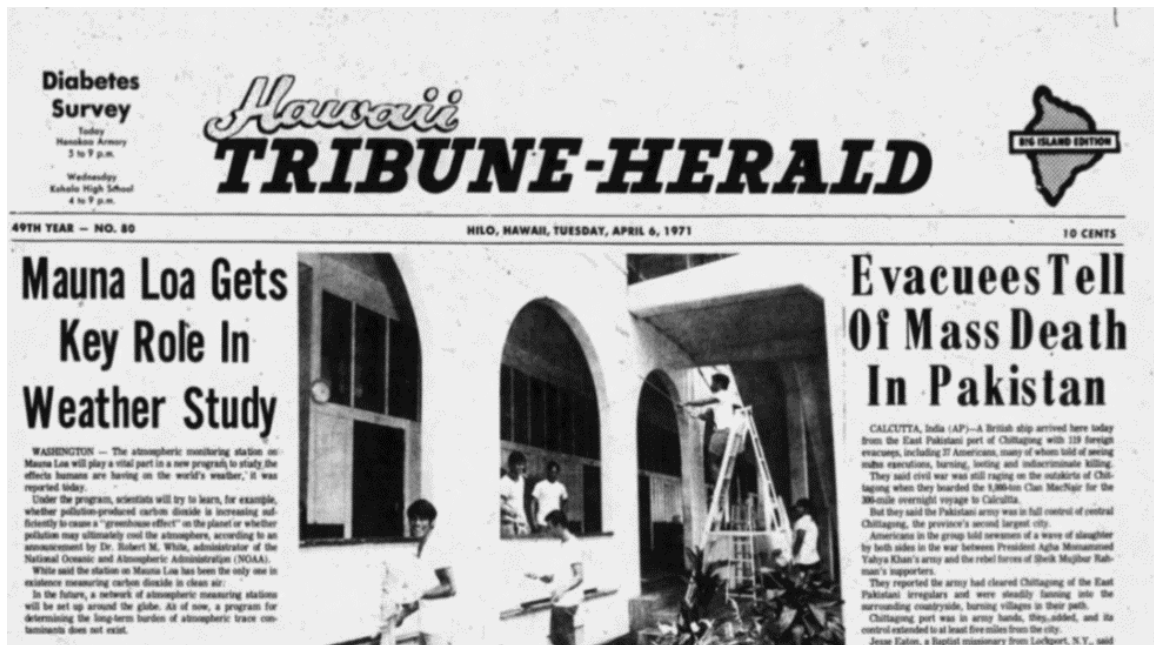 Diabetes
Survey
Today
Honokaa Armory
5 to 9 p.m.
Wednesday
Kohala High School
4 to 9 p.m.
Hawaii
TRIBUNE-HERALD
BIG ISLAND EDITION
49TH YEAR — NO. 80
HILO, HAWAII, TUESDAY, APRIL 6, 1971
10 CENTS
Mauna Loa Gets
Key Role In
Weather Study
WASHINGTON — The atmospheric monitoring station on
Mauna Loa will play a vital part in a new program to study the
effects humans are having on the world's weather, it was
reported today.
Under the program, scientists will try to learn, for example,
whether pollution-produced carbon dioxide is increasing suf-
ficiently to cause a "greenhouse effect" on the planet or whether
pollution may ultimately cool the atmosphere, according to an
announcement by Dr. Robert M. White, administrator of the
National Oceanic and Atmospheric Administration (NOAA).
White said the station on Mauna Loa has been the only one in
existence measuring carbon dioxide in clean air.
In the future, a network of atmospheric measuring stations
will be set up around the globe. As of now, a program for
determining the long-term burden of atmospheric trace con-
taminants does not exist.
Evacuees Tell
Of Mass Death
In Pakistan
CALCUTTA, India (AP)—A British ship arrived here today
from the East Pakistani port of Chittagong with 119 foreign
evacuees, including 37 Americans, many of whom told of seeing
mass executions, burning, looting and indiscriminate killing.
They said civil war was still raging on the outskirts of Chit-
tagong when they boarded the Clan MacNair for the
300-mile overnight voyage to Calcutta.
But they said the Pakistani army was in full control of central
Chittagong, the province's second largest city.
Americans in the group told newsmen of a wave of slaughter
by both sides in the war between President Agha Mohammed
Yahya Khan's army and the rebel forces of Sheik Mujibur Rah-
man's supporters.
They reported the army had cleared Chittagong of the East
Pakistani irregulars and were steadily fanning into the
surrounding countryside, burning villages in their path.
Chittagong port was in army hands, they added, and its
control extended to at least five miles from the city.
Jesse Eaton, a Baptist missionary from Lockport, N.Y., said